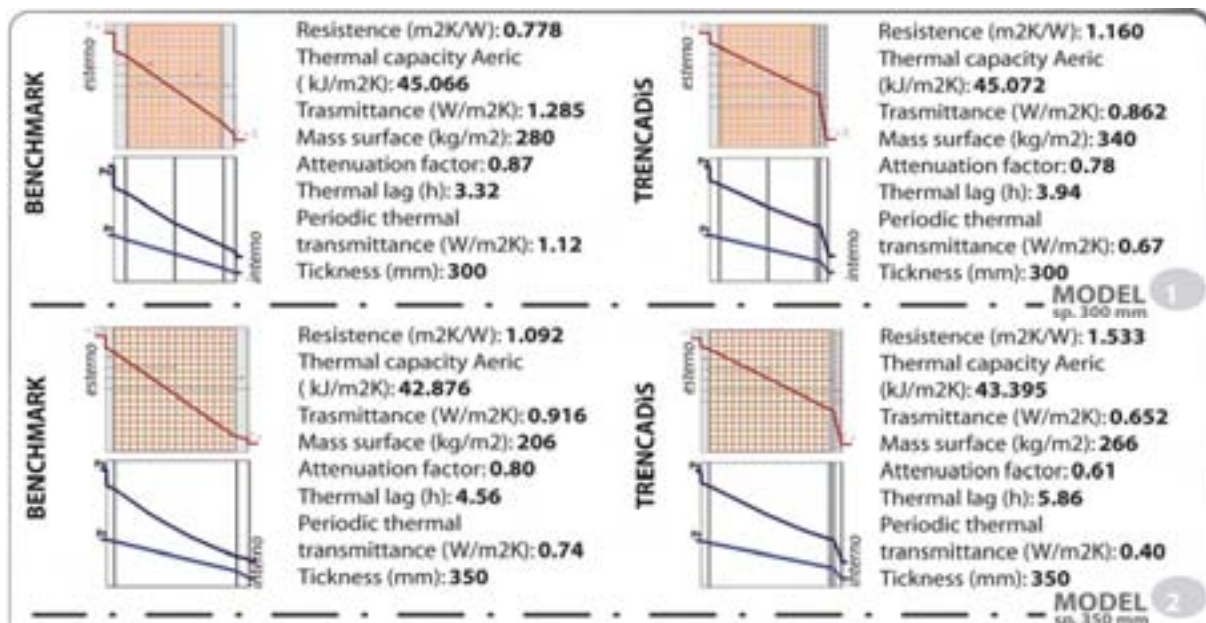 BENCHMARK
esterno
Resistence (m2K/W): 0.778
Thermal capacity Aeric
( kJ/m2K): 45.066
Trasmittance (W/m2K): 1.285
Mass surface (kg/m2): 280
Attenuation factor: 0.87
Thermal lag (h): 3.32
Periodic thermal
transmittance (W/m2K): 1.12
Tickness (mm): 300
interno
TRENCADiS
esterno
Resistence (m2K/W): 1.160
Thermal capacity Aeric
(kJ/m2K): 45.072
Trasmittance (W/m2K): 0.862
Mass surface (kg/m2): 340
Attenuation factor: 0.78
Thermal lag (h): 3.94
Periodic thermal
transmittance (W/m2K): 0.67
Tickness (mm): 300
interno
MODEL 1
sp. 300 mm
BENCHMARK
esterno
Resistence (m2K/W): 1.092
Thermal capacity Aeric
( kJ/m2K): 42.876
Trasmittance (W/m2K): 0.916
Mass surface (kg/m2): 206
Attenuation factor: 0.80
Thermal lag (h): 4.56
Periodic thermal
transmittance (W/m2K): 0.74
Tickness (mm): 350
interno
TRENCADiS
esterno
Resistence (m2K/W): 1.533
Thermal capacity Aeric
(kJ/m2K): 43.395
Trasmittance (W/m2K): 0.652
Mass surface (kg/m2): 266
Attenuation factor: 0.61
Thermal lag (h): 5.86
Periodic thermal
transmittance (W/m2K): 0.40
Tickness (mm): 350
interno
MODEL 2
sp. 350 mm